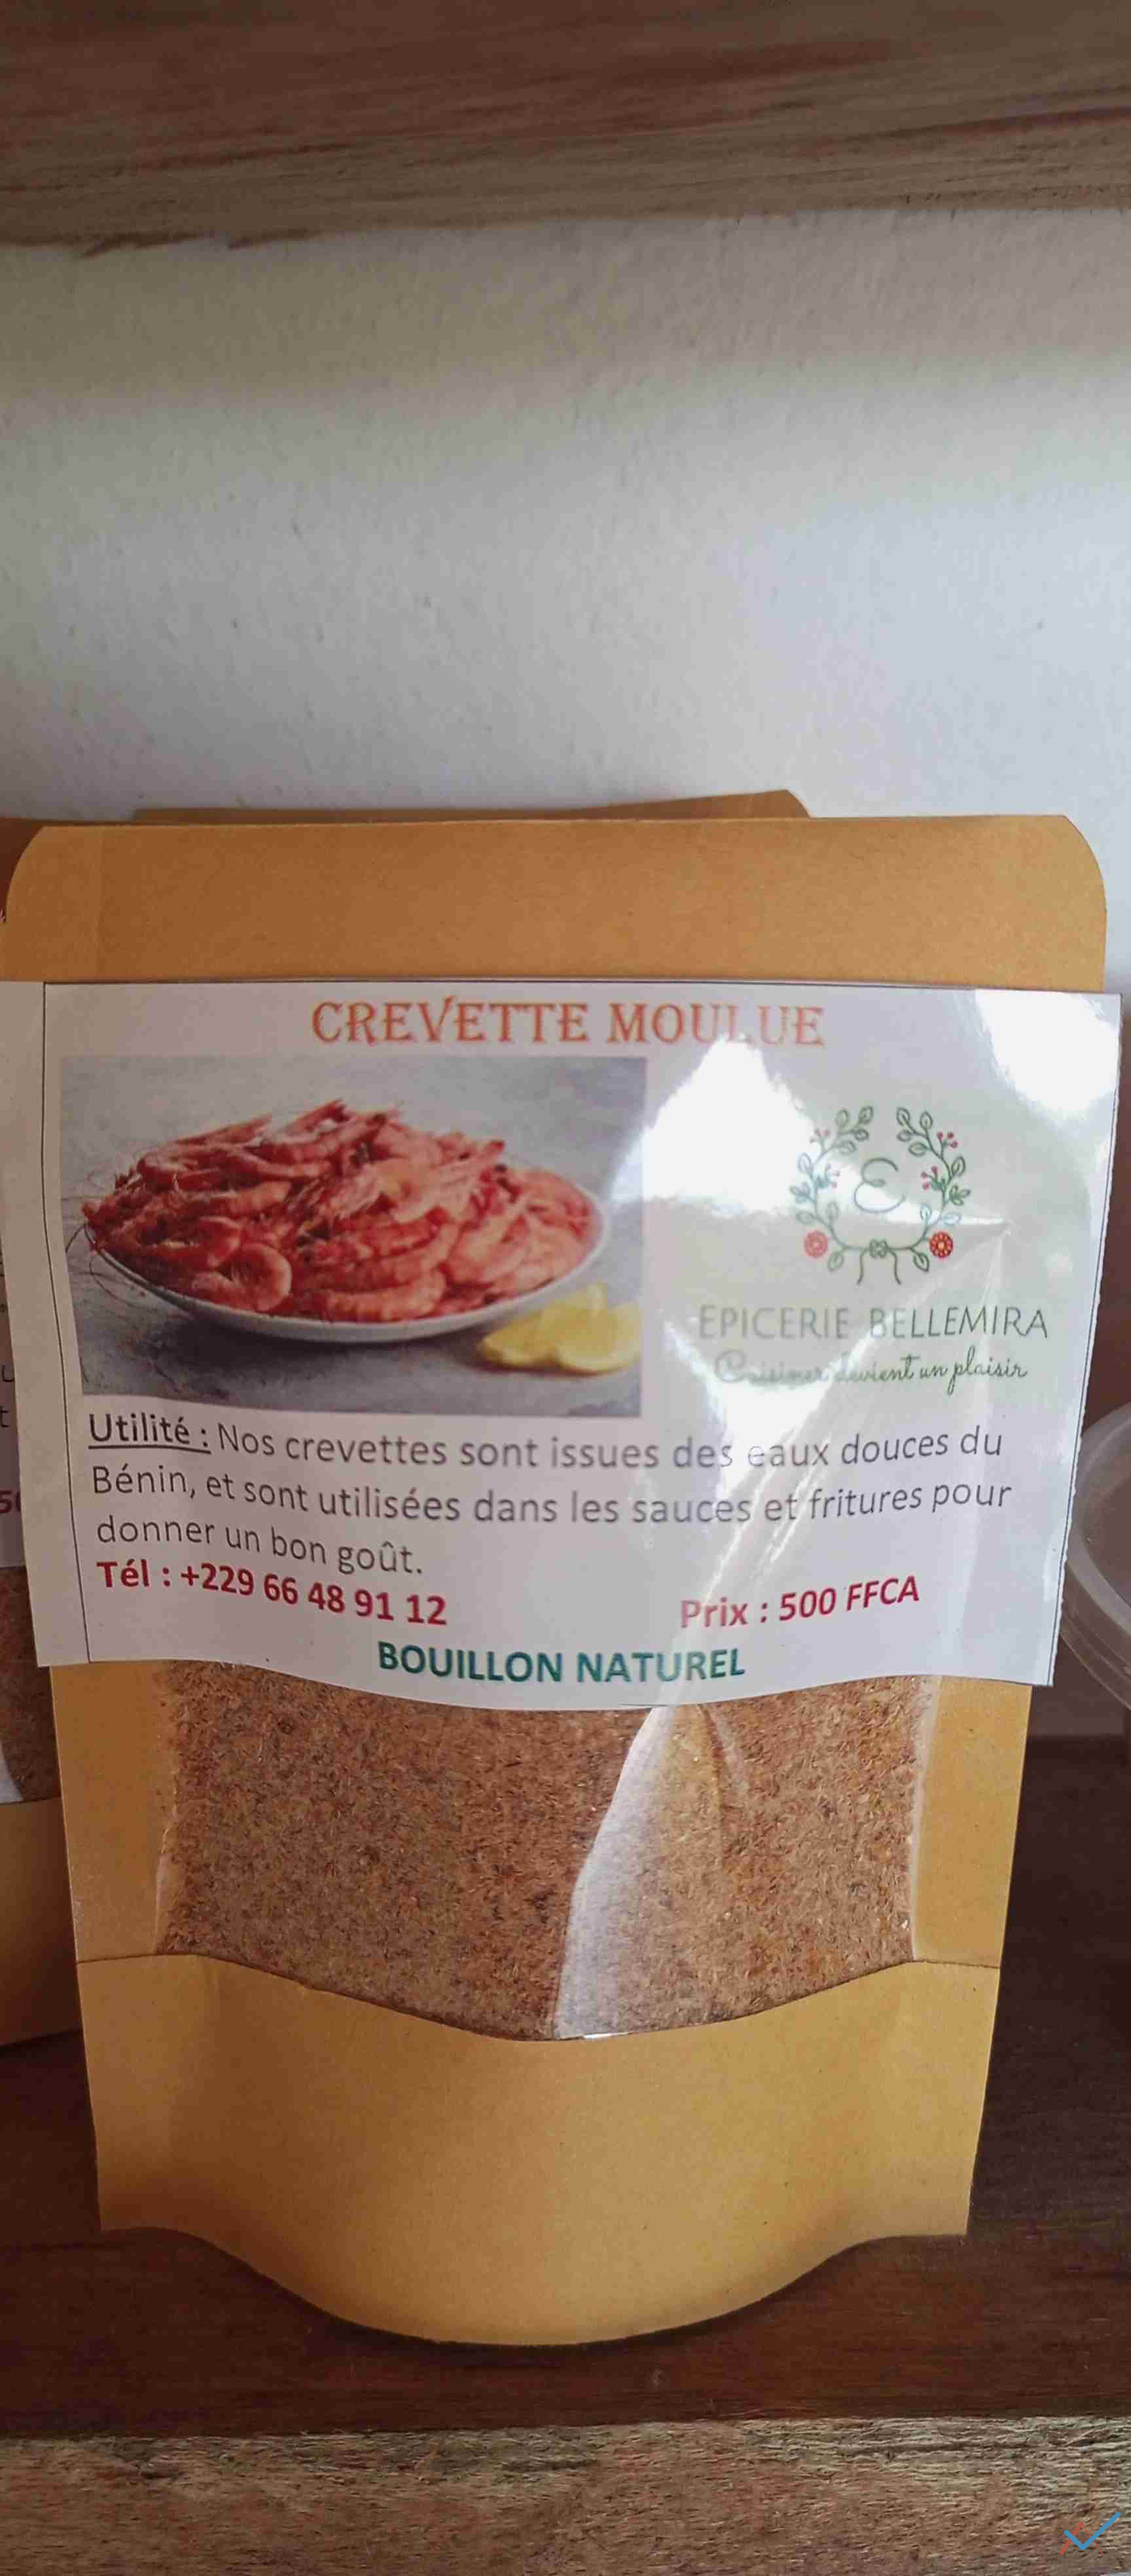 CREVETTE MOULUE
E
EPICERIE BELLEMIRA
Cuisiner devient un plaisir
Utilité : Nos crevettes sont issues des eaux douces du
Bénin, et sont utilisées dans les sauces et fritures pour
donner un bon goût.
Tél : +229 66 48 91 12
Prix : 500 FFCA
BOUILLON NATUREL